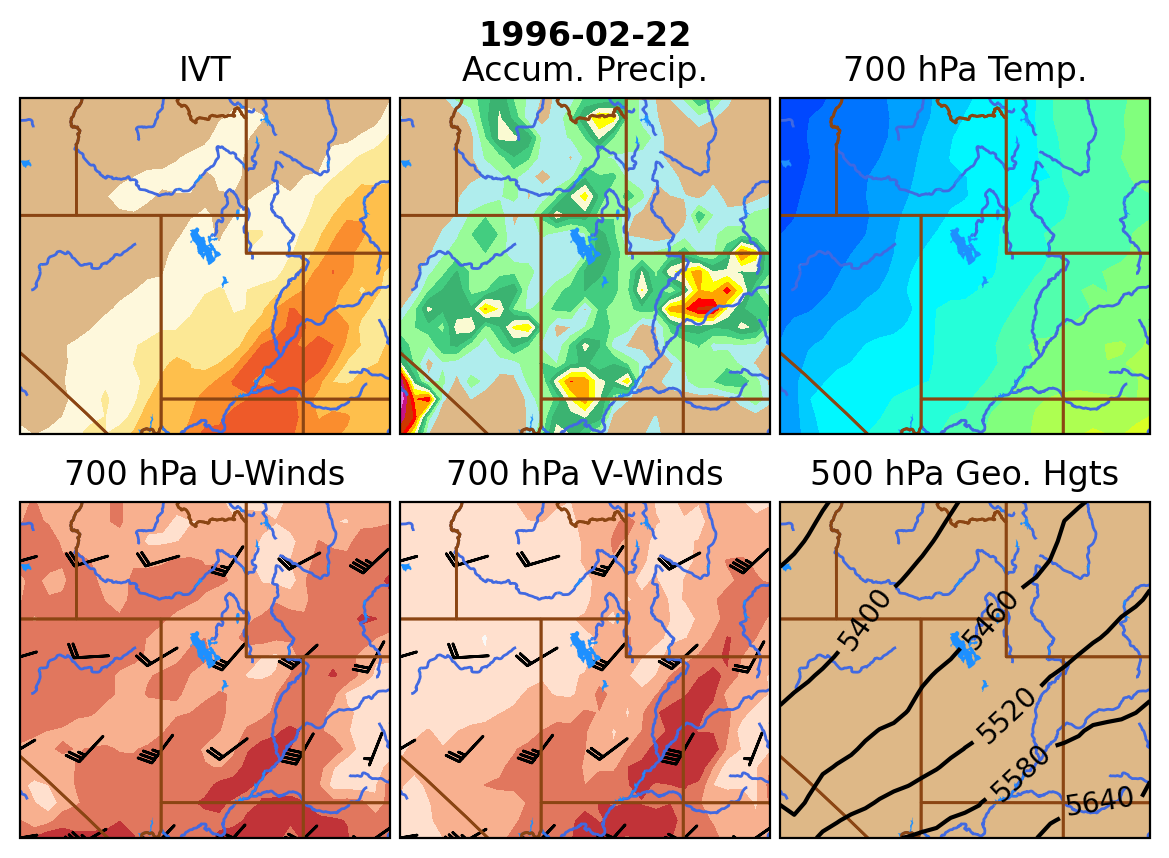 1996-02-22
IVT
Accum. Precip.
700 hPa Temp.
700 hPa U-Winds
700 hPa V-Winds
500 hPa Geo. Hgts
5400
5460
5520
5580
5640